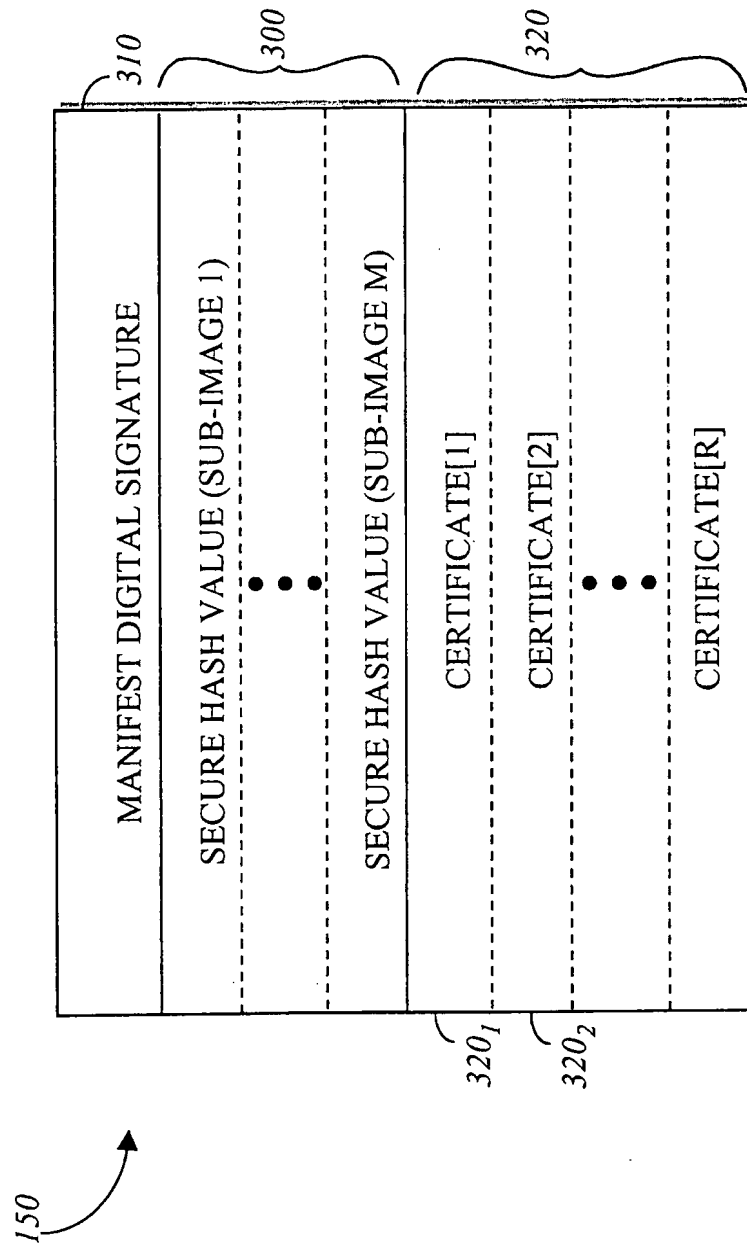 150
310
MANIFEST DIGITAL SIGNATURE
SECURE HASH VALUE (SUB-IMAGE 1)
300
SECURE HASH VALUE (SUB-IMAGE M)
320₁
CERTIFICATE[1]
320
320₂
CERTIFICATE[2]
CERTIFICATE[R]